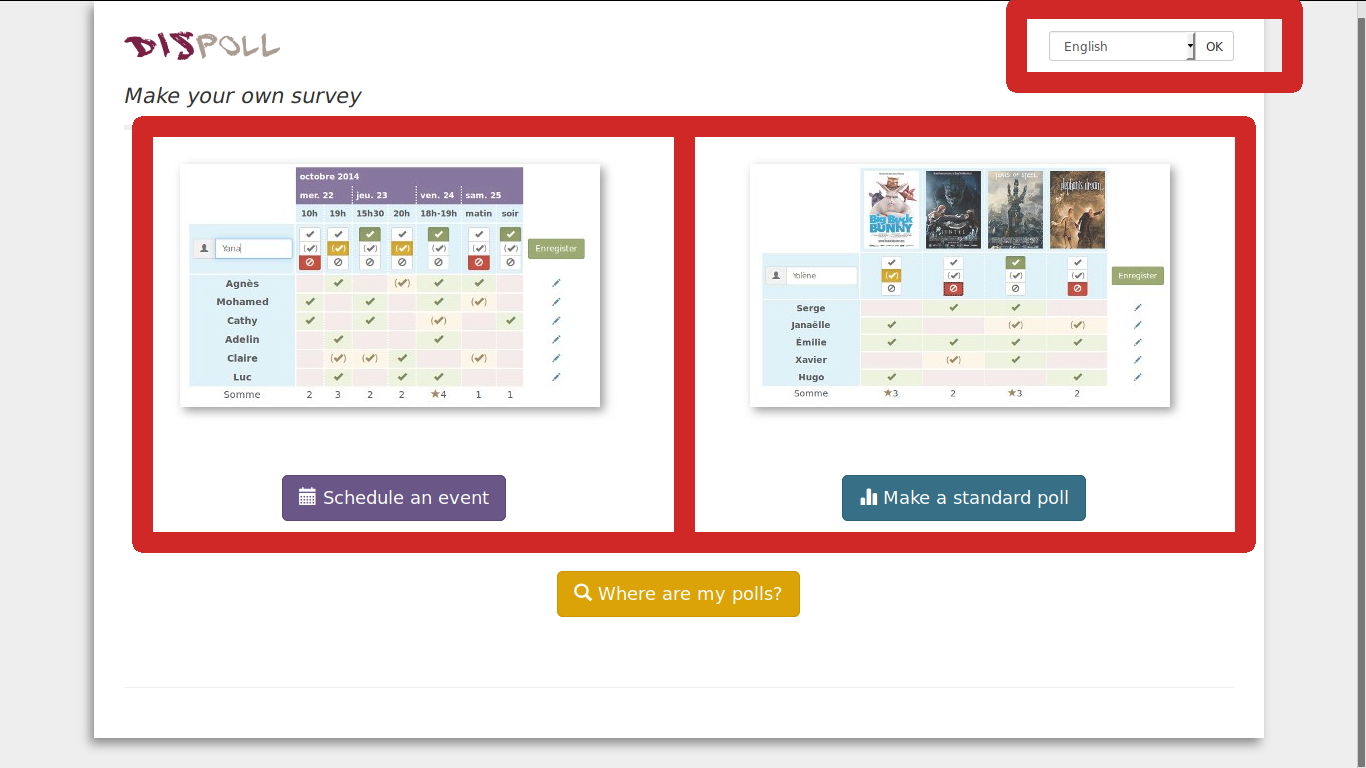 DISPOLL
English OK
Make your own survey
octobre 2014
mer. 22 jeu. 23 ven. 24 sam. 25
10h 19h 15h30 20h 18h-19h matin soir
Yana Enregister
Agnès
Mohamed
Cathy
Adelin
Claire
Luc
Somme 2 3 2 2 ★4 1 1
Big Buck
BUNNY
Yolène Enregister
Serge
Janaëlle
Émilie
Xavier
Hugo
Somme ★3 2 ★3 2
Schedule an event
Make a standard poll
Where are my polls?